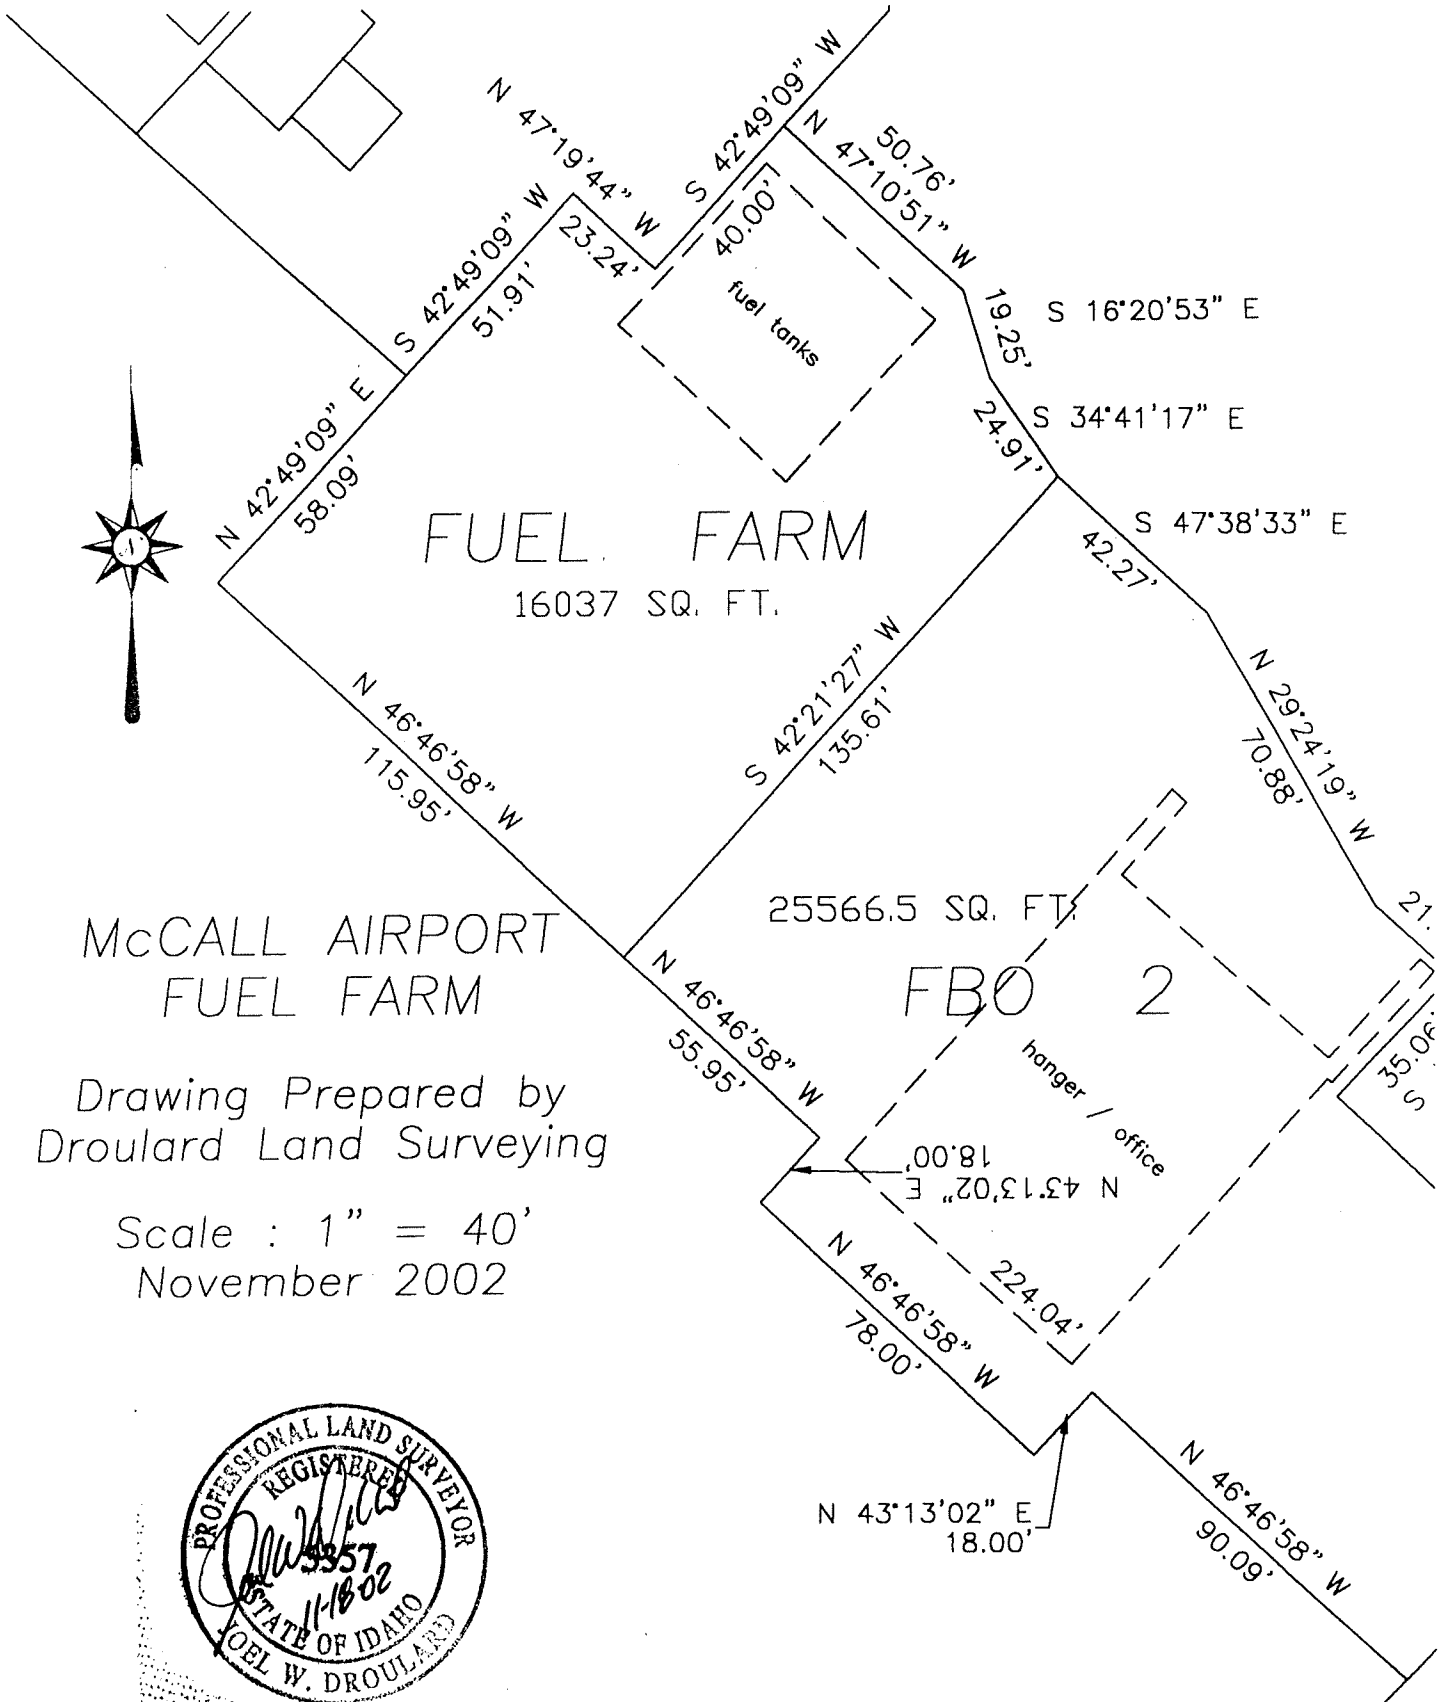 S 42°49'09" W
N 47°19'44" W
50.76'
N 47°10'51" W
40.00'
fuel tanks
23.24'
S 42°49'09" W
51.91'
19.25'
S 16°20'53" E
24.91'
S 34°41'17" E
N 42°49'09" E
58.09'
FUEL FARM
16037 SQ. FT.
S 47°38'33" E
42.27'
S 42°21'27" W
135.61'
N 46°46'58" W
115.95'
N 29°24'19" W
70.88'
25566.5 SQ. FT.
21.
McCALL AIRPORT
FUEL FARM
FBO 2
N 46°46'58" W
55.95'
hanger / office
35.06'
S
Drawing Prepared by
Droulard Land Surveying
N 43°13'02" E
18.00'
Scale : 1" = 40'
November 2002
N 46°46'58" W
78.00'
224.04'
N 43°13'02" E
18.00'
N 46°46'58" W
90.09'
PROFESSIONAL LAND SURVEYOR
REGISTERED
5357
11-18-02
STATE OF IDAHO
JOEL W. DROULARD